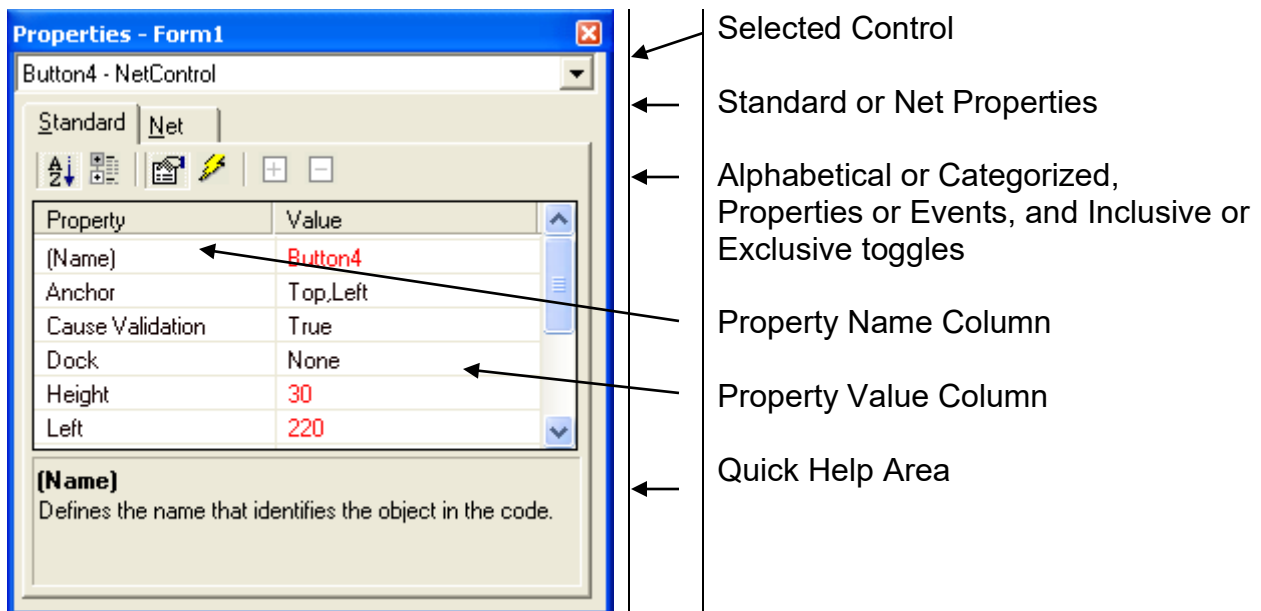 Properties - Form1
Button4 - NetControl
Standard Net
Property Value
(Name) Button4
Anchor Top,Left
Cause Validation True
Dock None
Height 30
Left 220
(Name)
Defines the name that identifies the object in the code.
Selected Control
Standard or Net Properties
Alphabetical or Categorized,
Properties or Events, and Inclusive or
Exclusive toggles
Property Name Column
Property Value Column
Quick Help Area